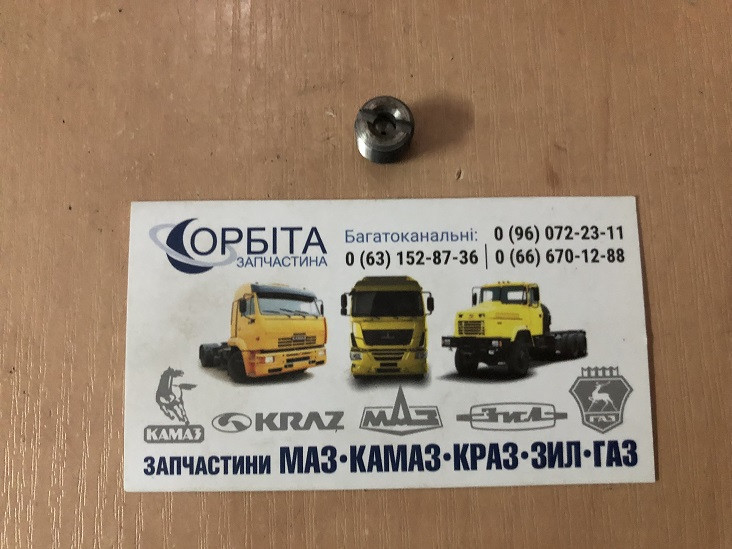 ОРБІТА
ЗАПЧАСТИНА
Багатоканальні: 0 (96) 072-23-11
0 (63) 152-87-36 | 0 (66) 670-12-88
КАМАЗ KRAZ МАЗ ЗИЛ ГАЗ
ЗАПЧАСТИНИ МАЗ•КАМАЗ•КРАЗ•ЗИЛ•ГАЗ